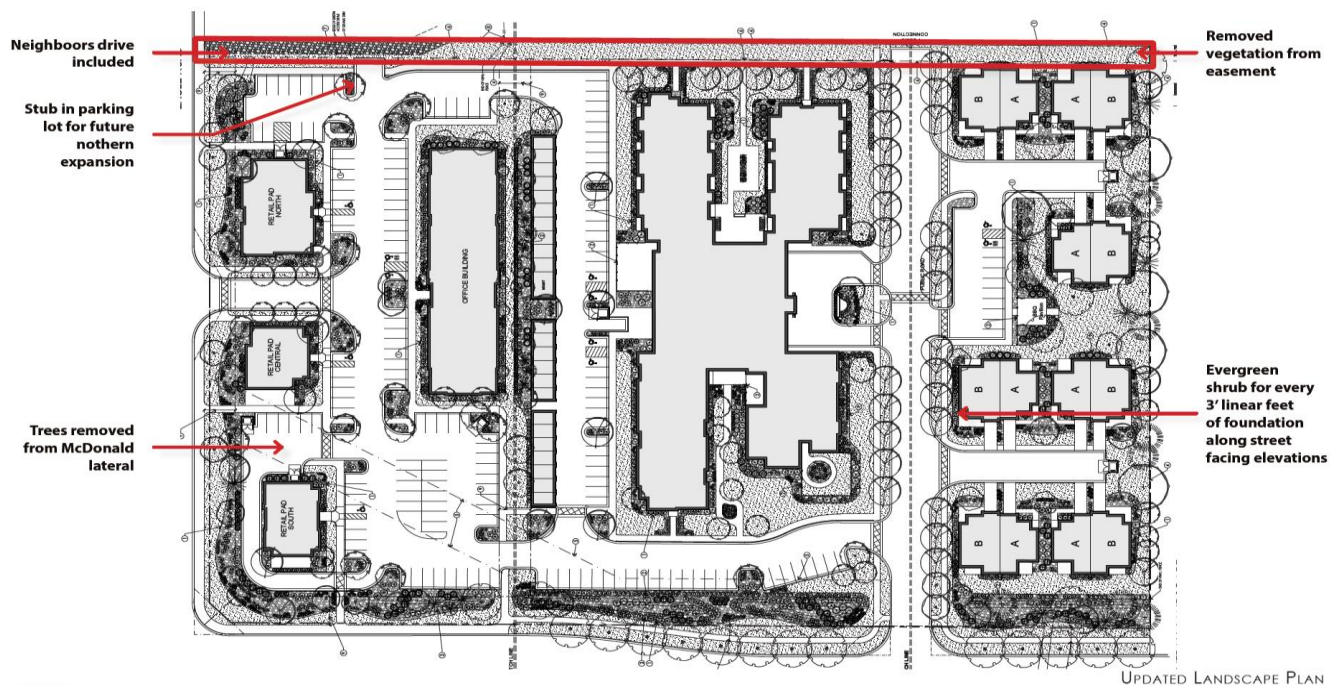 Neighboors drive
included
Stub in parking
lot for future
nothern
expansion
Trees removed
from McDonald
lateral
Removed
vegetation from
easement
Evergreen
shrub for every
3' linear feet
of foundation
along street
facing elevations
CONNECTION
RETAIL PAD
NORTH
OFFICE BUILDING
RETAIL PAD
CENTRAL
RETAIL PAD
SOUTH
B
A
A
B
A
B
B
A
A
B
B
A
A
B
UPDATED LANDSCAPE PLAN